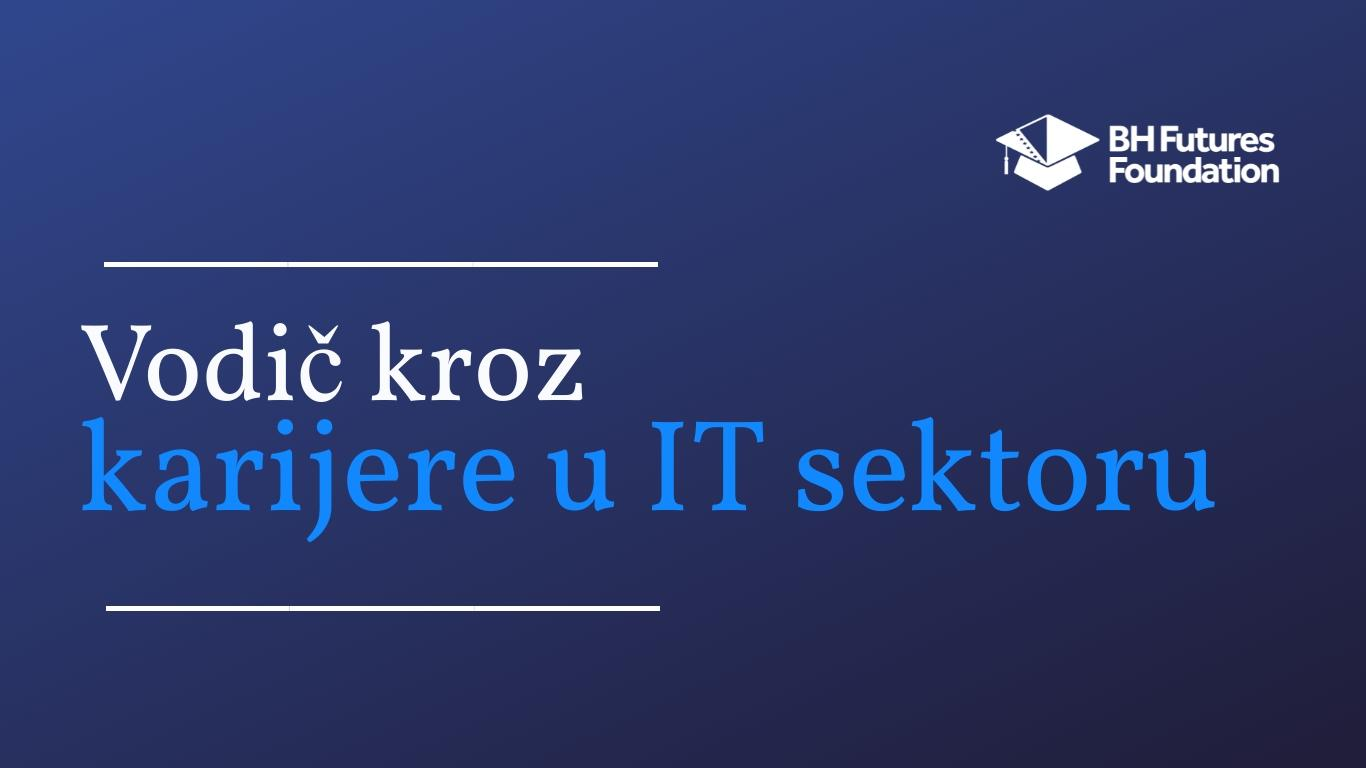 BH Futures
Foundation
Vodič kroz
karijere u IT sektoru